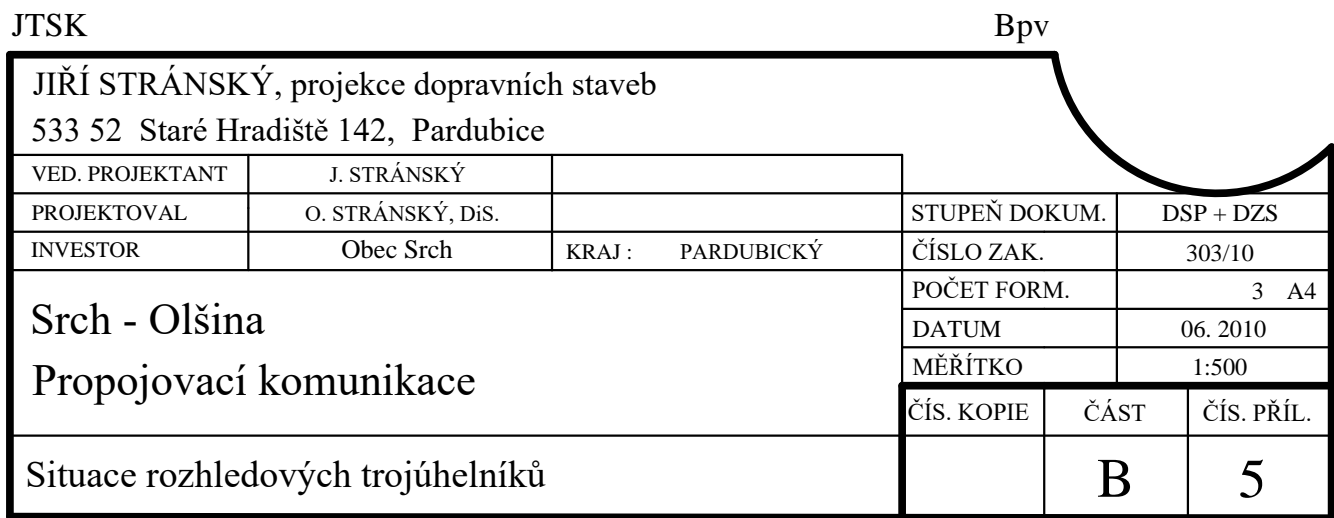 JTSK Bpv
JIŘÍ STRÁNSKÝ, projekce dopravních staveb
533 52 Staré Hradiště 142, Pardubice
VED. PROJEKTANT J. STRÁNSKÝ
PROJEKTOVAL O. STRÁNSKÝ, DiS. STUPEŇ DOKUM. DSP + DZS
INVESTOR Obec Srch KRAJ : PARDUBICKÝ ČÍSLO ZAK. 303/10
POČET FORM. 3 A4
Srch - Olšina
DATUM 06. 2010
MĚŘÍTKO 1:500
Propojovací komunikace
ČÍS. KOPIE ČÁST ČÍS. PŘÍL.
Situace rozhledových trojúhelníků B 5